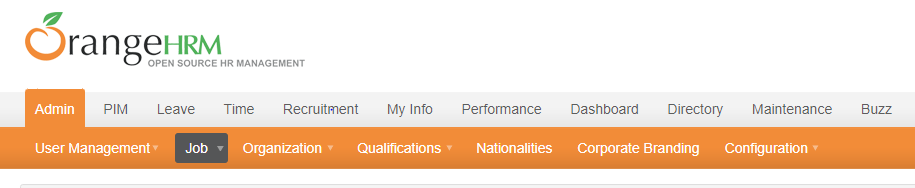 OrangeHRM
OPEN SOURCE HR MANAGEMENT
Admin PIM Leave Time Recruitment My Info Performance Dashboard Directory Maintenance Buzz
User Management Job Organization Qualifications Nationalities Corporate Branding Configuration